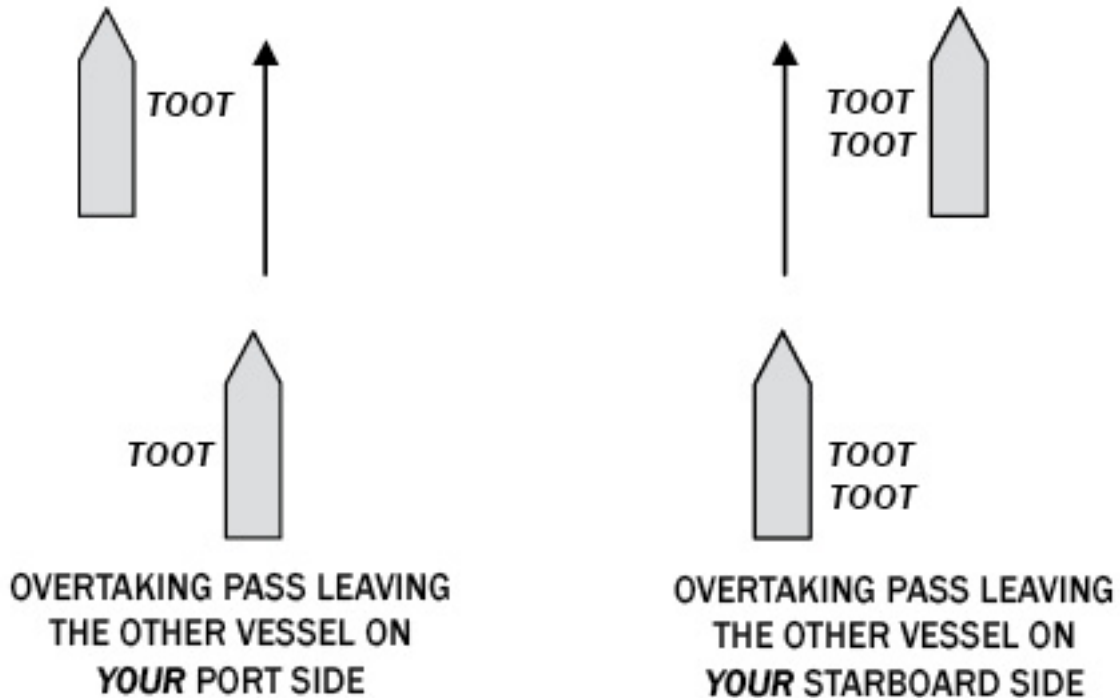 TOOT
TOOT
OVERTAKING PASS LEAVING
THE OTHER VESSEL ON
YOUR PORT SIDE
TOOT
TOOT
TOOT
TOOT
OVERTAKING PASS LEAVING
THE OTHER VESSEL ON
YOUR STARBOARD SIDE